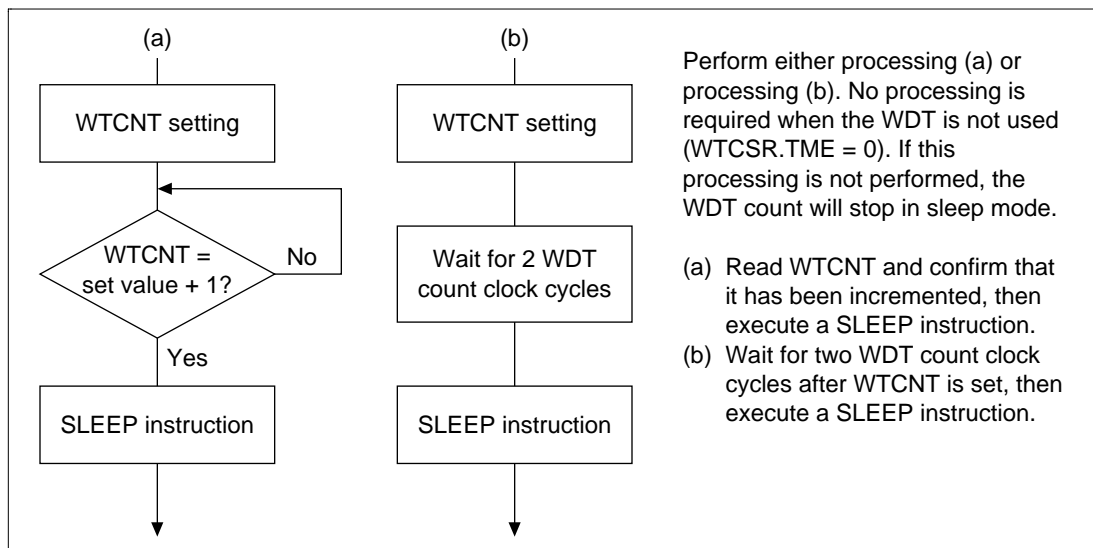 (a)
WTCNT setting
WTCNT =
set value + 1?
No
Yes
SLEEP instruction
(b)
WTCNT setting
Wait for 2 WDT
count clock cycles
SLEEP instruction
Perform either processing (a) or
processing (b). No processing is
required when the WDT is not used
(WTCSR.TME = 0). If this
processing is not performed, the
WDT count will stop in sleep mode.
(a) Read WTCNT and confirm that
it has been incremented, then
execute a SLEEP instruction.
(b) Wait for two WDT count clock
cycles after WTCNT is set, then
execute a SLEEP instruction.